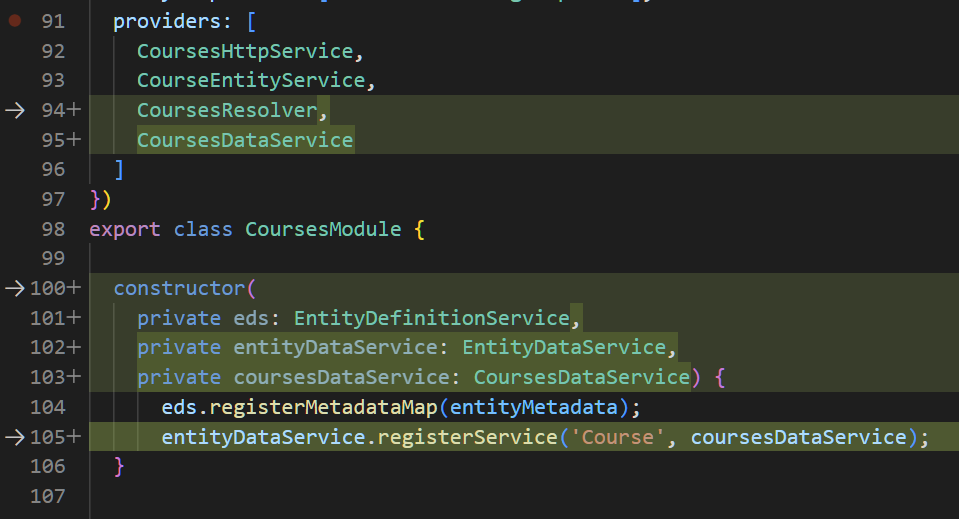 91 providers: [
92 CoursesHttpService,
93 CourseEntityService,
94+ CoursesResolver,
95+ CoursesDataService
96 ]
97 })
98 export class CoursesModule {
99
100+ constructor(
101+ private eds: EntityDefinitionService,
102+ private entityDataService: EntityDataService,
103+ private coursesDataService: CoursesDataService) {
104 eds.registerMetadataMap(entityMetadata);
105+ entityDataService.registerService('Course', coursesDataService);
106 }
107